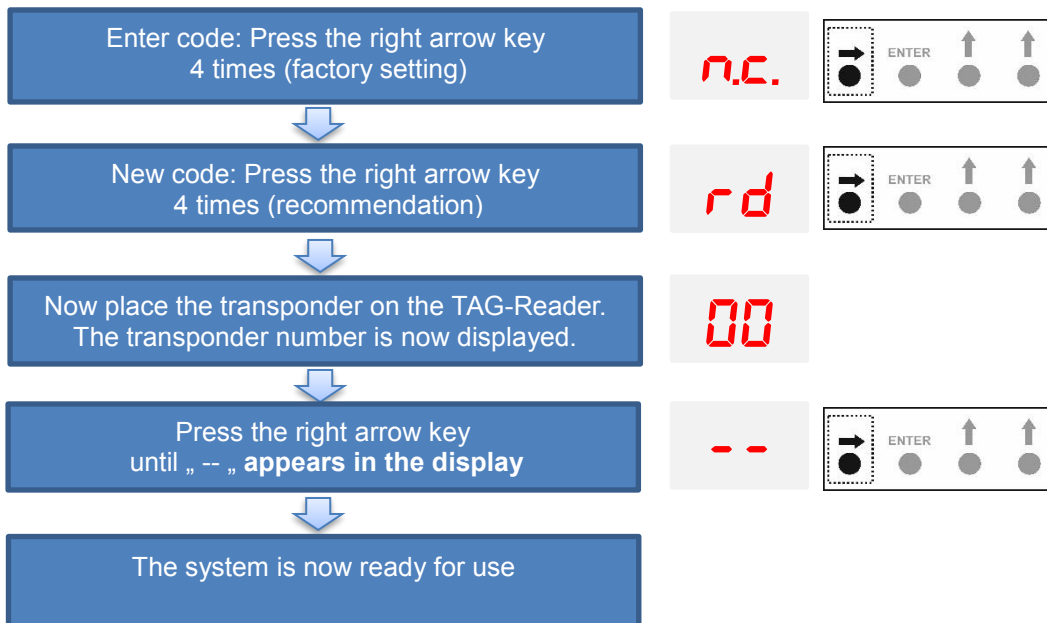 Enter code: Press the right arrow key
4 times (factory setting)
n.c.
ENTER
New code: Press the right arrow key
4 times (recommendation)
rd
ENTER
Now place the transponder on the TAG-Reader.
The transponder number is now displayed.
00
Press the right arrow key
until „ -- „ appears in the display
--
ENTER
The system is now ready for use